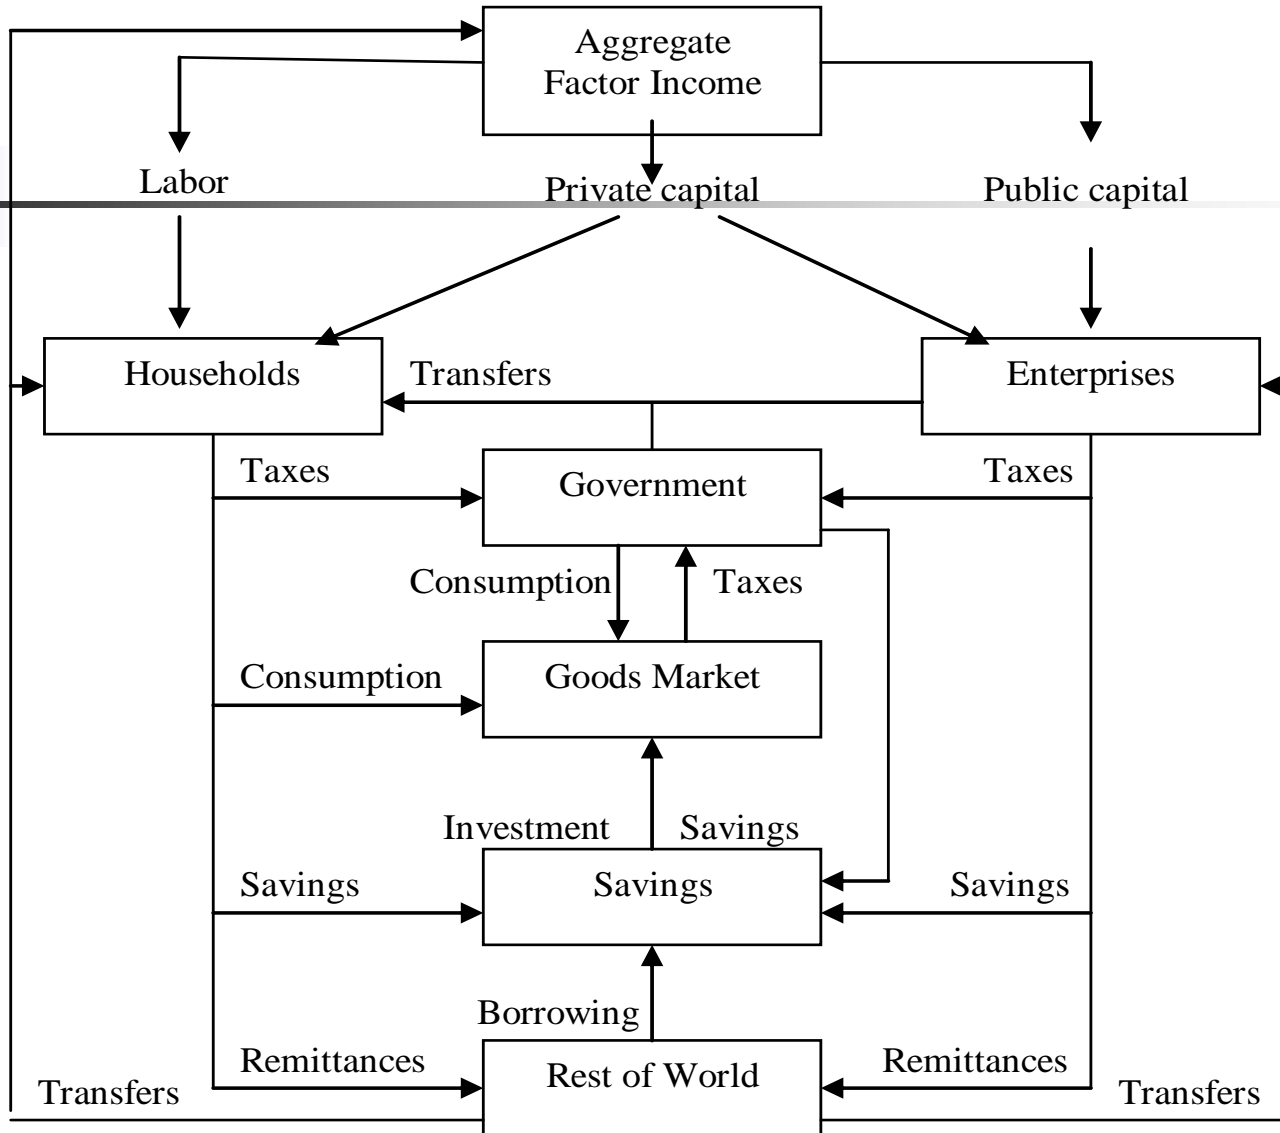 Aggregate
Factor Income
Labor
Private capital
Public capital
Households
Transfers
Enterprises
Taxes
Government
Taxes
Consumption
Taxes
Consumption
Goods Market
Investment
Savings
Savings
Savings
Savings
Borrowing
Remittances
Rest of World
Remittances
Transfers
Transfers